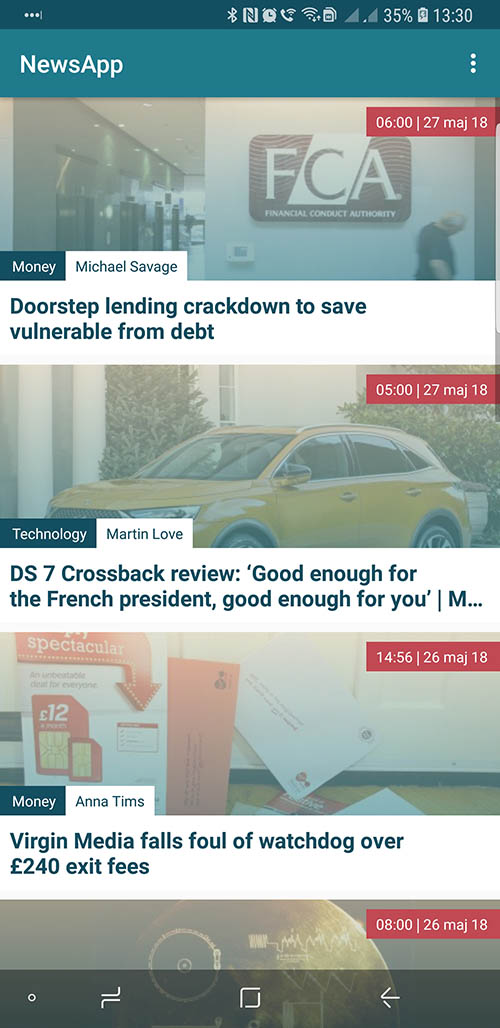 35% 13:30
NewsApp
06:00 | 27 maj 18
FCA
FINANCIAL CONDUCT AUTHORITY
Money Michael Savage
Doorstep lending crackdown to save
vulnerable from debt
05:00 | 27 maj 18
Technology Martin Love
DS 7 Crossback review: ‘Good enough for
the French president, good enough for you’ | M...
14:56 | 26 maj 18
spectacular
An unbeatable
deal for everyone.
£12
a month
Money Anna Tims
Virgin Media falls foul of watchdog over
£240 exit fees
08:00 | 26 maj 18